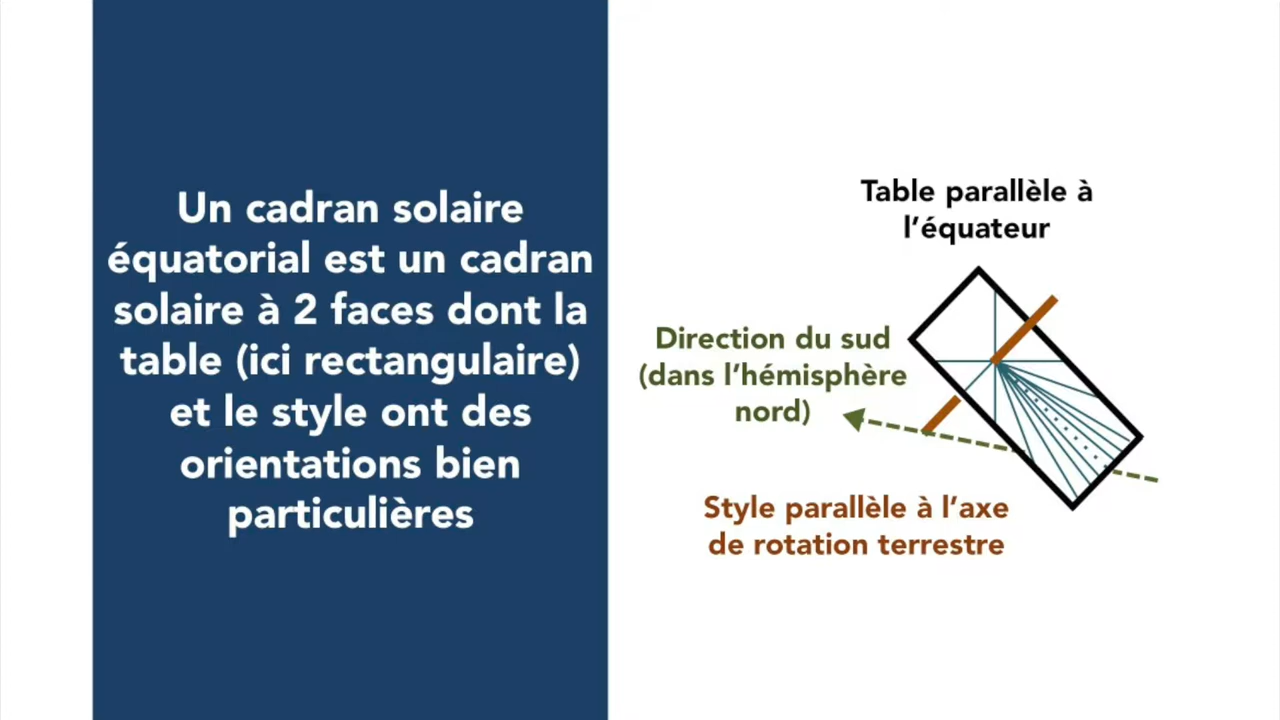 Un cadran solaire
équatorial est un cadran
solaire à 2 faces dont la
table (ici rectangulaire)
et le style ont des
orientations bien
particulières
Table parallèle à
l’équateur
Direction du sud
(dans l’hémisphère
nord)
Style parallèle à l’axe
de rotation terrestre